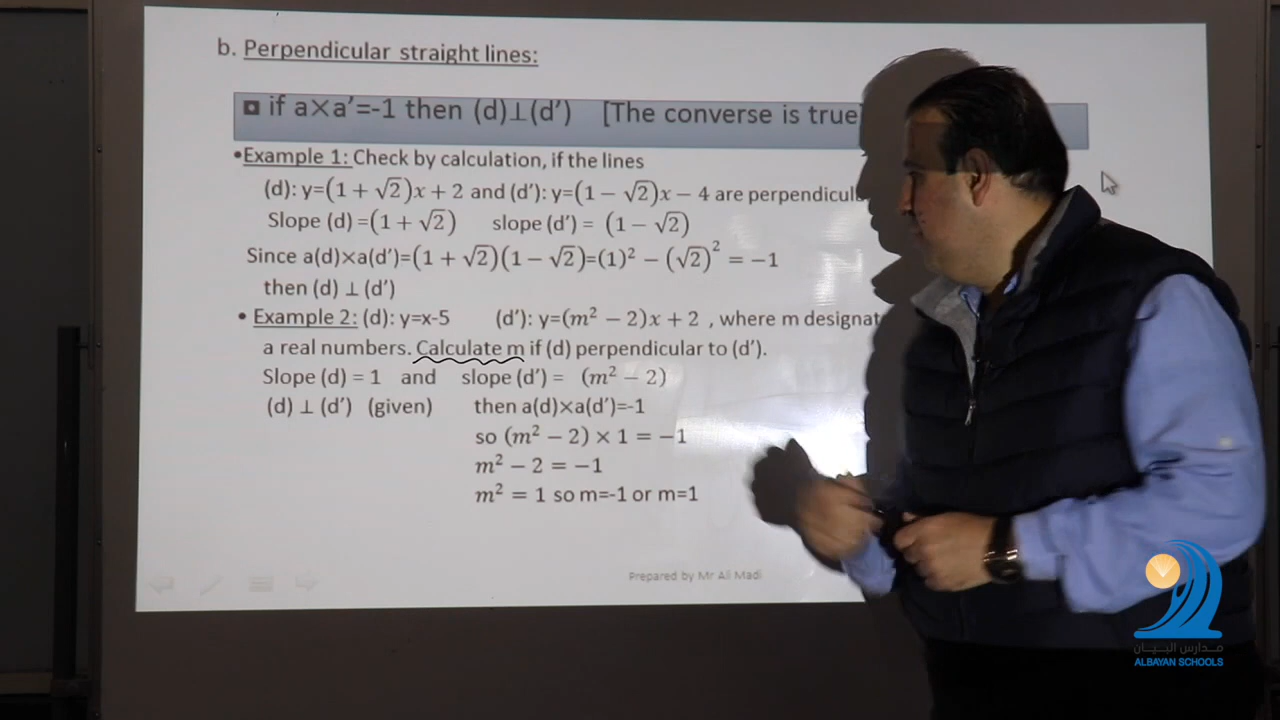 b. Perpendicular straight lines:
◘ if a×a'=-1 then (d)⊥(d') [The converse is true]
•Example 1: Check by calculation, if the lines
(d): y=(1 + √2)x + 2 and (d'): y=(1 − √2)x − 4 are
Slope (d) =(1 + √2) slope (d') = (1 − √2)
Since a(d)×a(d')=(1 + √2)(1 − √2)=(1)² − (√2)² = −1
then (d) ⊥ (d')
• Example 2: (d): y=x-5 (d'): y=(m² − 2)x + 2 , where m
a real numbers. Calculate m if (d) perpendicular to (d').
Slope (d) = 1 and slope (d') = (m² − 2)
(d) ⊥ (d') (given) then a(d)×a(d')=-1
so (m² − 2) × 1 = −1
m² − 2 = −1
m² = 1 so m=-1 or m=1
Prepared by Mr Ali Madi
مدارس البيان
ALBAYAN SCHOOLS